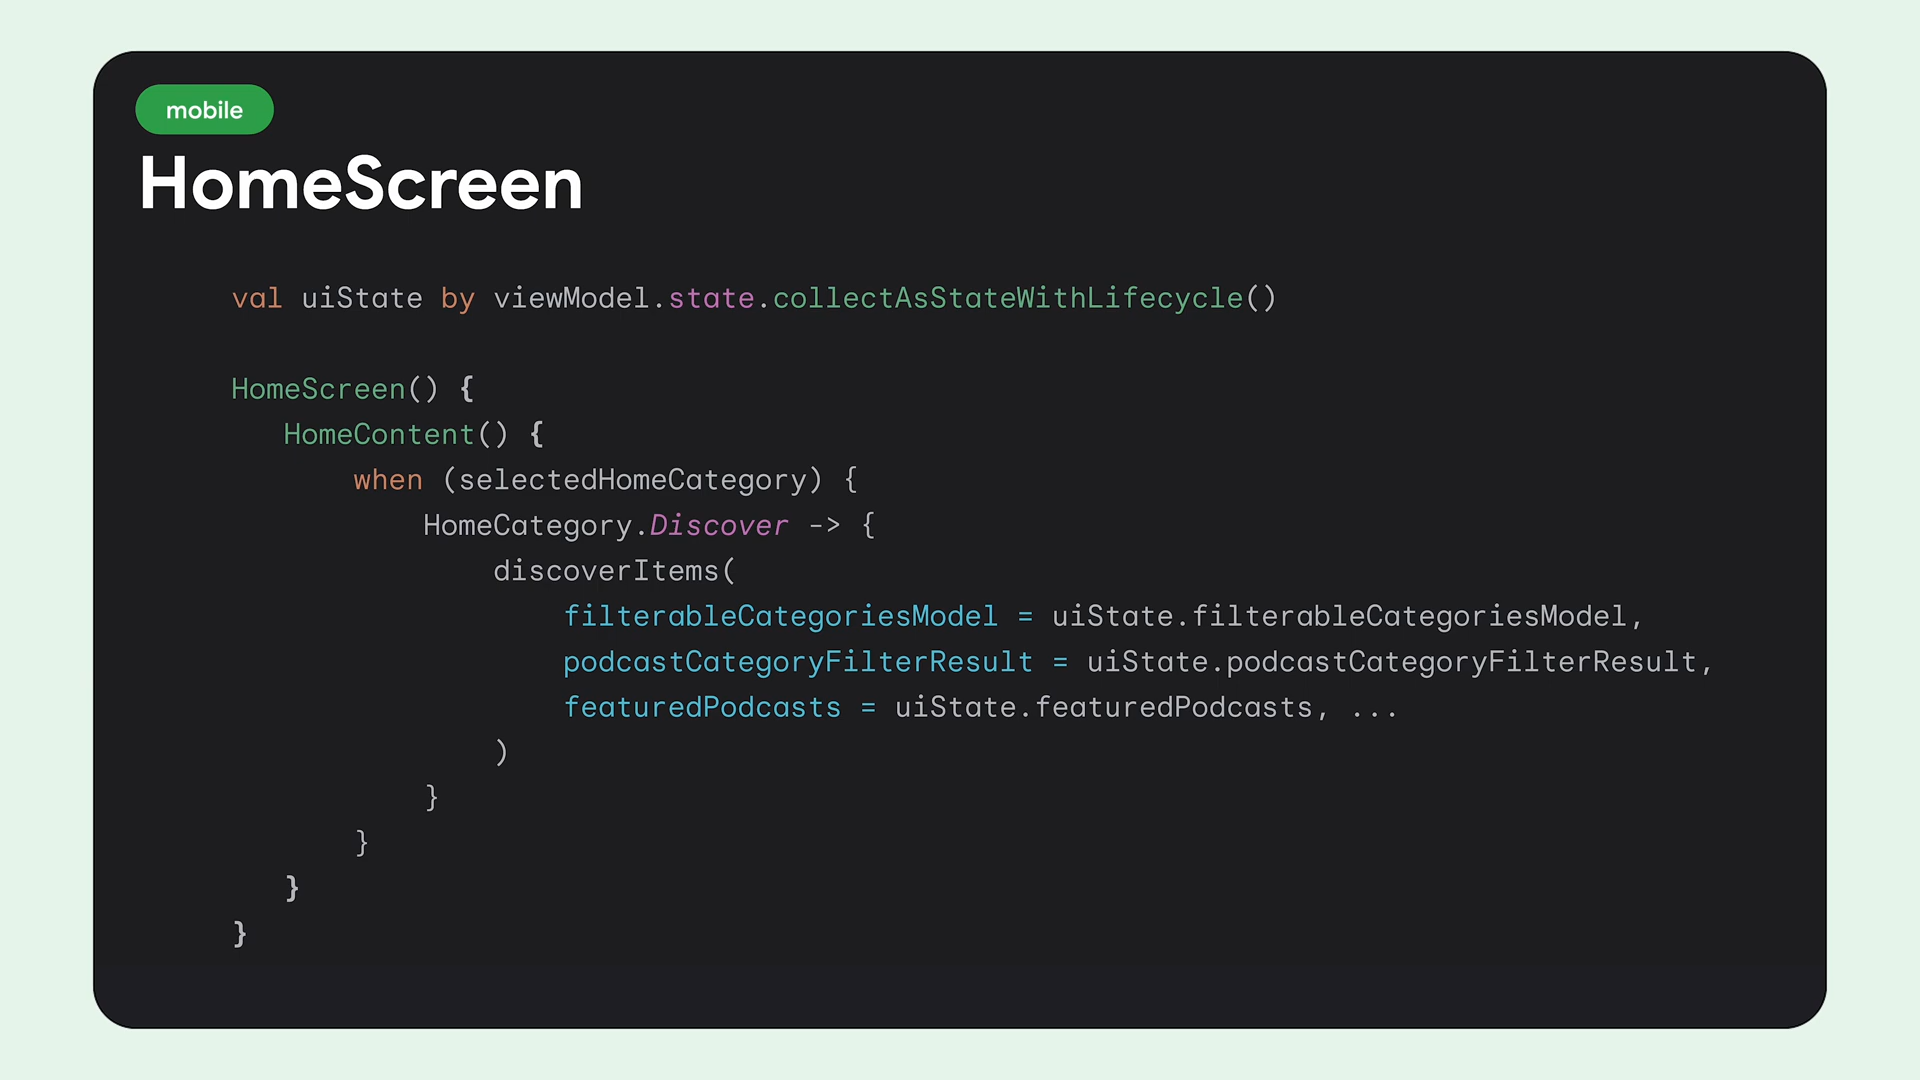 mobile
HomeScreen
val uiState by viewModel.state.collectAsStateWithLifecycle()
HomeScreen() {
HomeContent() {
when (selectedHomeCategory) {
HomeCategory.Discover -> {
discoverItems(
filterableCategoriesModel = uiState.filterableCategoriesModel,
podcastCategoryFilterResult = uiState.podcastCategoryFilterResult,
featuredPodcasts = uiState.featuredPodcasts, ...
)
}
}
}
}